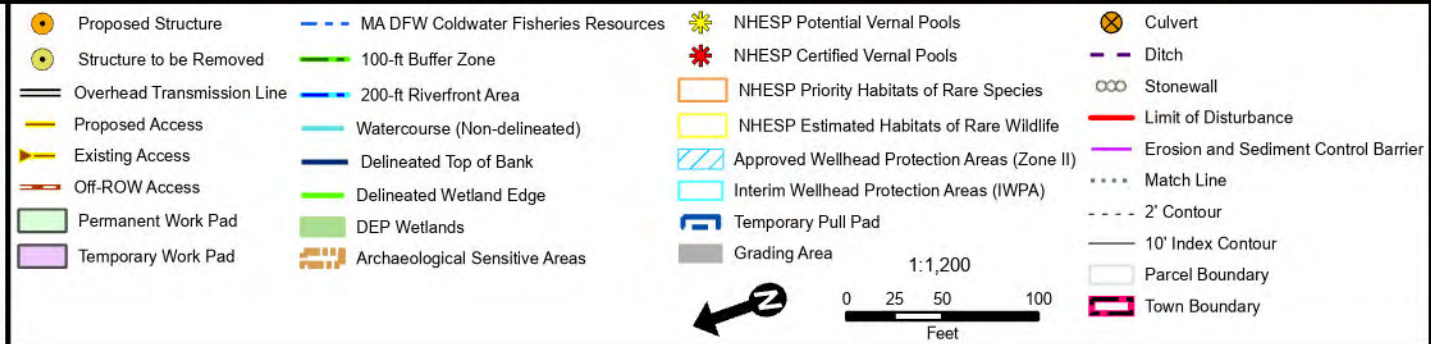 Proposed Structure
Structure to be Removed
Overhead Transmission Line
Proposed Access
Existing Access
Off-ROW Access
Permanent Work Pad
Temporary Work Pad
MA DFW Coldwater Fisheries Resources
100-ft Buffer Zone
200-ft Riverfront Area
Watercourse (Non-delineated)
Delineated Top of Bank
Delineated Wetland Edge
DEP Wetlands
Archaeological Sensitive Areas
NHESP Potential Vernal Pools
NHESP Certified Vernal Pools
NHESP Priority Habitats of Rare Species
NHESP Estimated Habitats of Rare Wildlife
Approved Wellhead Protection Areas (Zone II)
Interim Wellhead Protection Areas (IWPA)
Temporary Pull Pad
Grading Area
N
1:1,200
0 25 50 100
Feet
Culvert
Ditch
Stonewall
Limit of Disturbance
Erosion and Sediment Control Barrier
Match Line
2' Contour
10' Index Contour
Parcel Boundary
Town Boundary